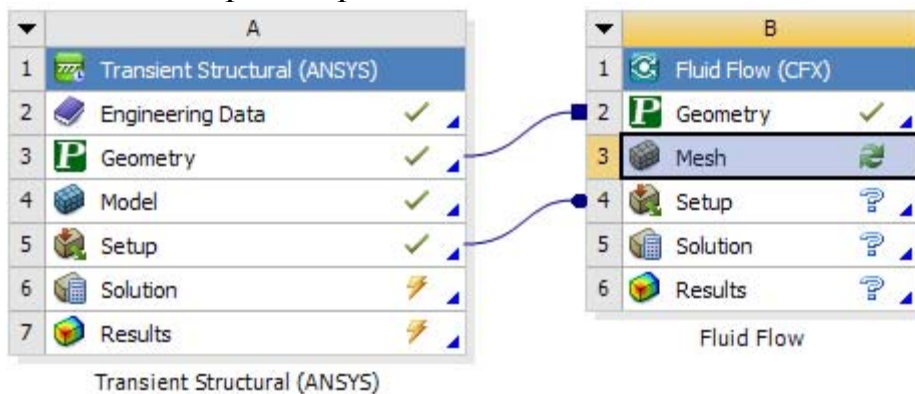 A
1 Transient Structural (ANSYS)
2 Engineering Data
3 P Geometry
4 Model
5 Setup
6 Solution
7 Results
Transient Structural (ANSYS)
B
1 Fluid Flow (CFX)
2 P Geometry
3 Mesh
4 Setup ?
5 Solution ?
6 Results ?
Fluid Flow